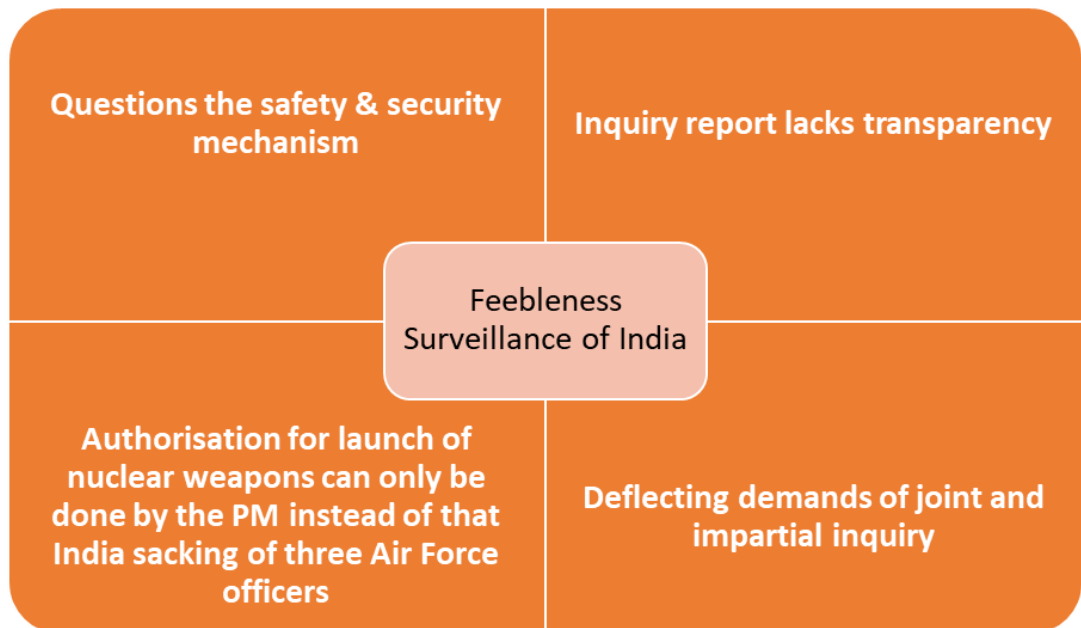 Questions the safety & security
mechanism
Inquiry report lacks transparency
Feebleness
Surveillance of India
Authorisation for launch of
nuclear weapons can only be
done by the PM instead of that
India sacking of three Air Force
officers
Deflecting demands of joint and
impartial inquiry